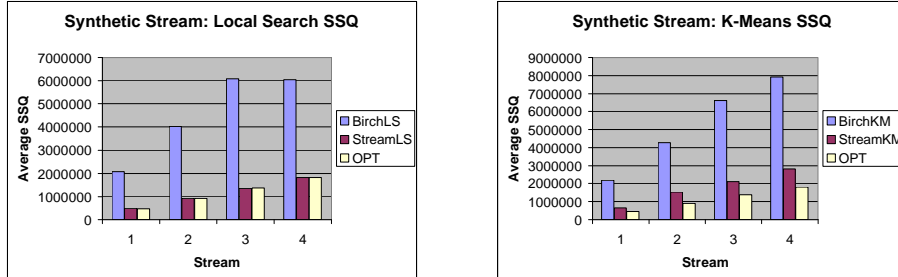 Synthetic Stream: Local Search SSQ
7000000
6000000
5000000
4000000
3000000
2000000
1000000
0
Average SSQ
1 2 3 4
Stream
BirchLS
StreamLS
OPT
Synthetic Stream: K-Means SSQ
9000000
8000000
7000000
6000000
5000000
4000000
3000000
2000000
1000000
0
Average SSQ
1 2 3 4
Stream
BirchKM
StreamKM
OPT